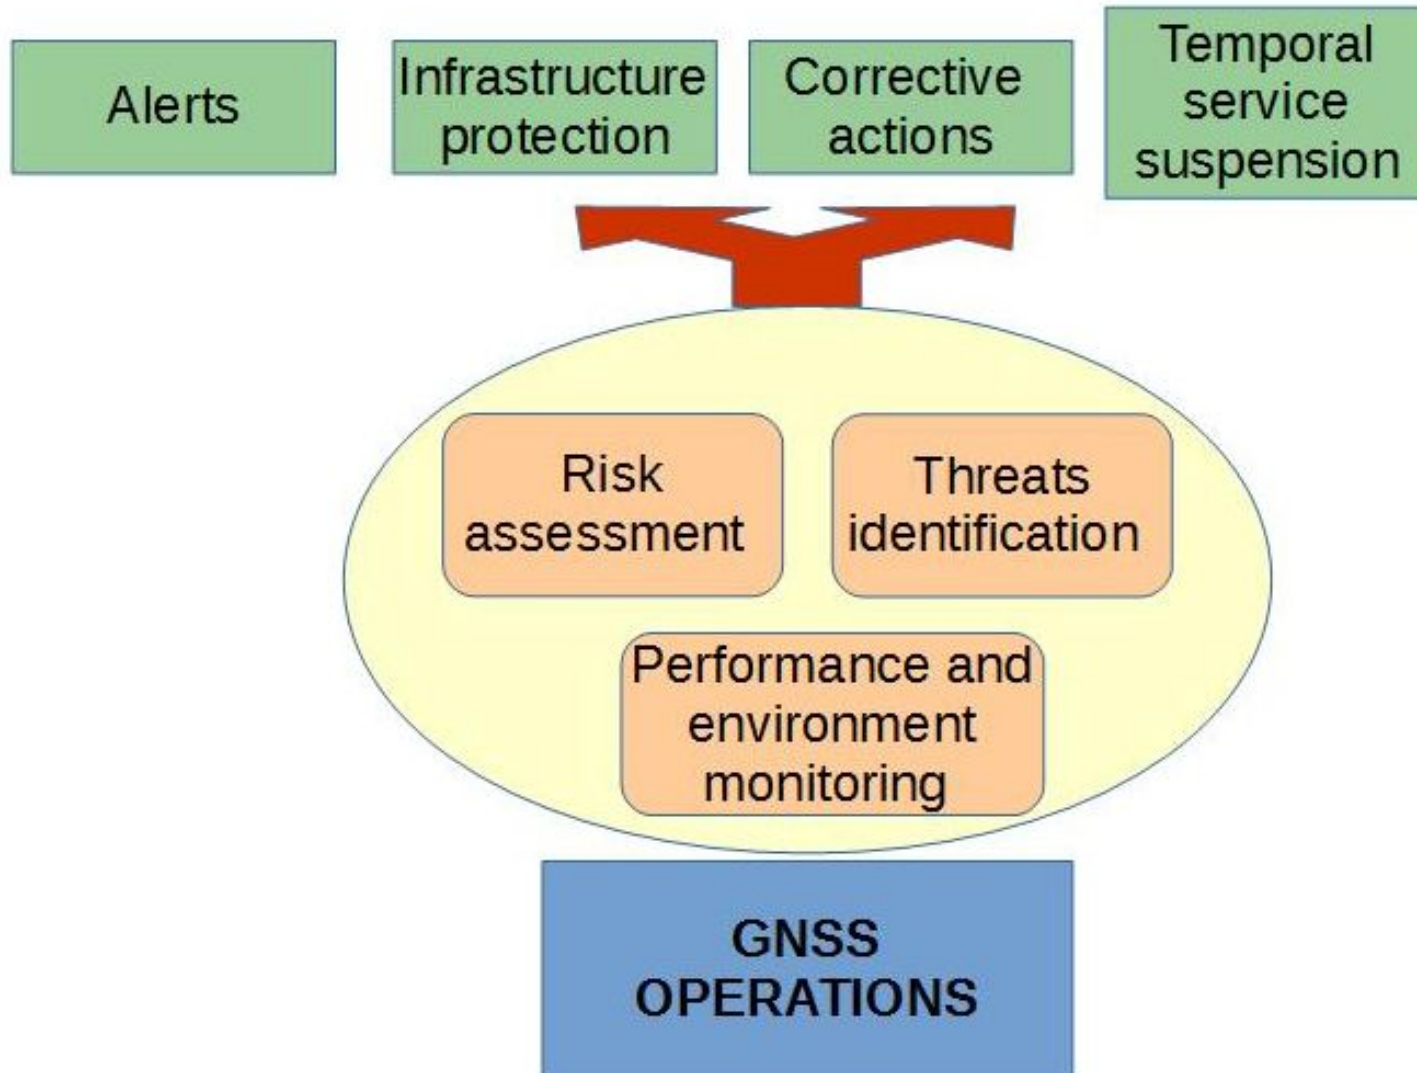 Alerts
Infrastructure
protection
Corrective
actions
Temporal
service
suspension
Risk
assessment
Threats
identification
Performance and
environment
monitoring
GNSS
OPERATIONS